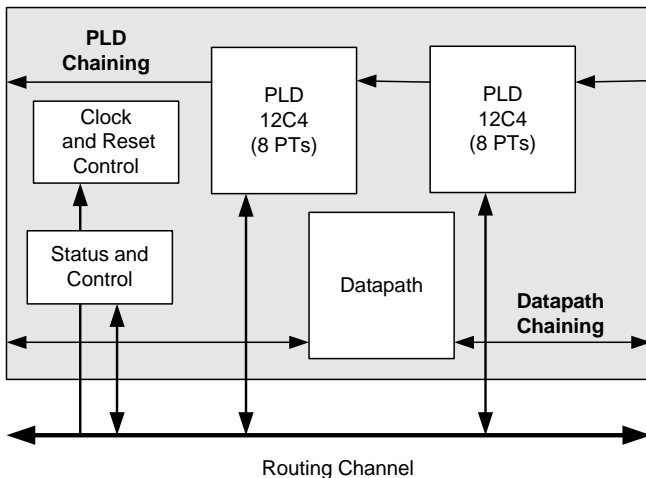 PLD
Chaining
PLD
12C4
(8 PTs)
PLD
12C4
(8 PTs)
Clock
and Reset
Control
Status and
Control
Datapath
Datapath
Chaining
Routing Channel